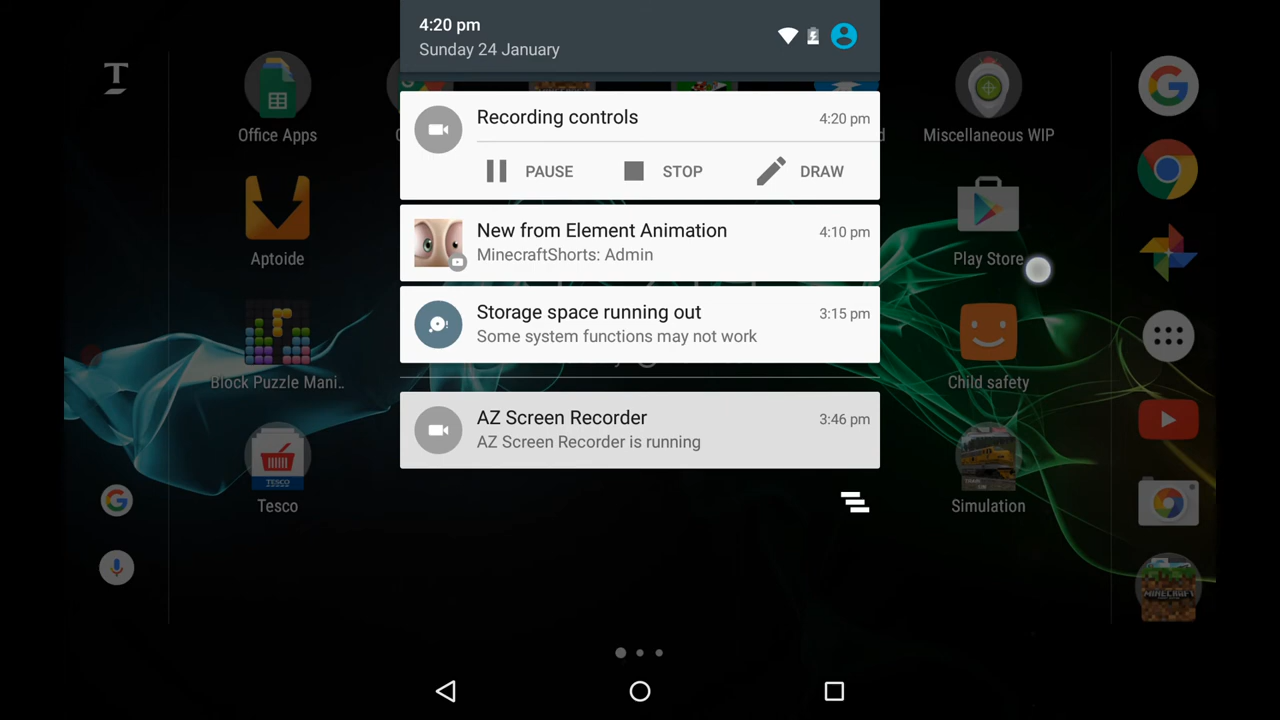 4:20 pm
Sunday 24 January
Recording controls
4:20 pm
PAUSE
STOP
DRAW
New from Element Animation
4:10 pm
MinecraftShorts: Admin
Storage space running out
3:15 pm
Some system functions may not work
AZ Screen Recorder
3:46 pm
AZ Screen Recorder is running
T
Office Apps
Aptoide
Block Puzzle Mani..
TESCO
Tesco
Miscellaneous WIP
Play Store
Child safety
Simulation
MINECRAFT